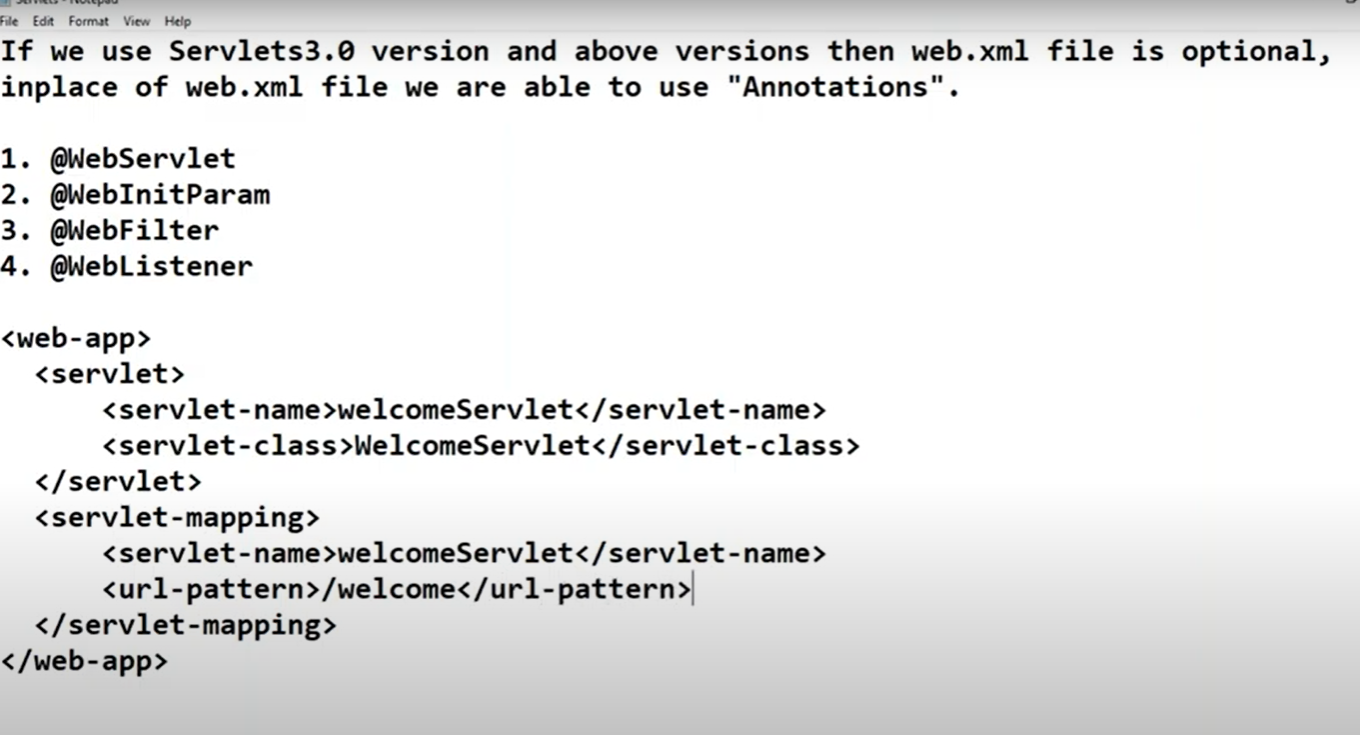 Servlets - Notepad
File Edit Format View Help
If we use Servlets3.0 version and above versions then web.xml file is optional,
inplace of web.xml file we are able to use "Annotations".
1. @WebServlet
2. @WebInitParam
3. @WebFilter
4. @WebListener
<web-app>
<servlet>
<servlet-name>welcomeServlet</servlet-name>
<servlet-class>WelcomeServlet</servlet-class>
</servlet>
<servlet-mapping>
<servlet-name>welcomeServlet</servlet-name>
<url-pattern>/welcome</url-pattern>
</servlet-mapping>
</web-app>